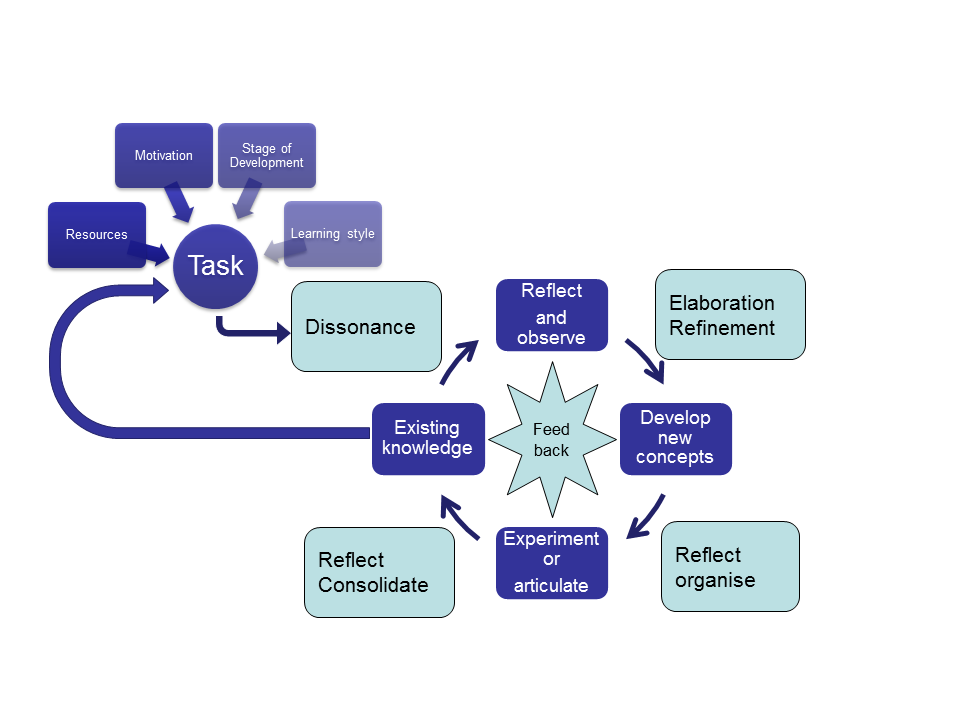 Motivation
Stage of
Development
Resources
Learning style
Task
Dissonance
Reflect
and
observe
Elaboration
Refinement
Existing
knowledge
Feed
back
Develop
new
concepts
Experiment
or
articulate
Reflect
Consolidate
Reflect
organise